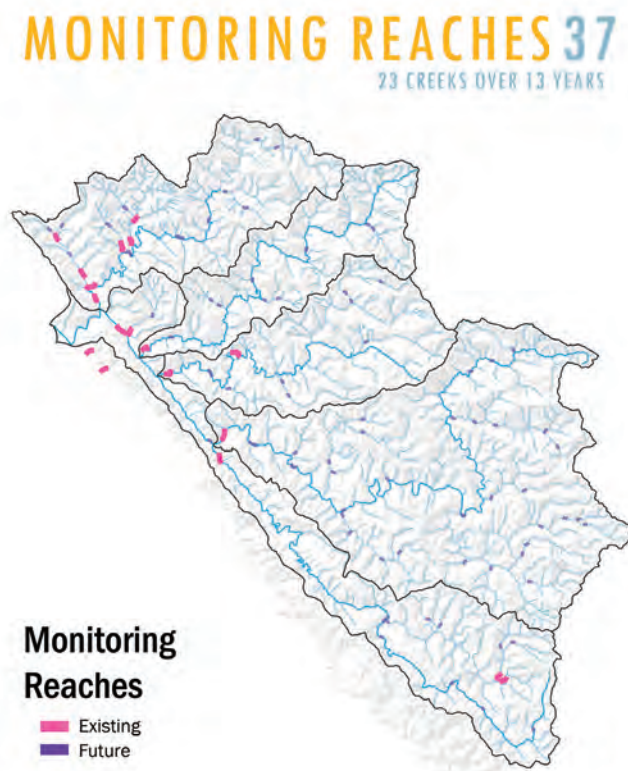 MONITORING REACHES 37
23 CREEKS OVER 13 YEARS
Monitoring
Reaches
Existing
Future